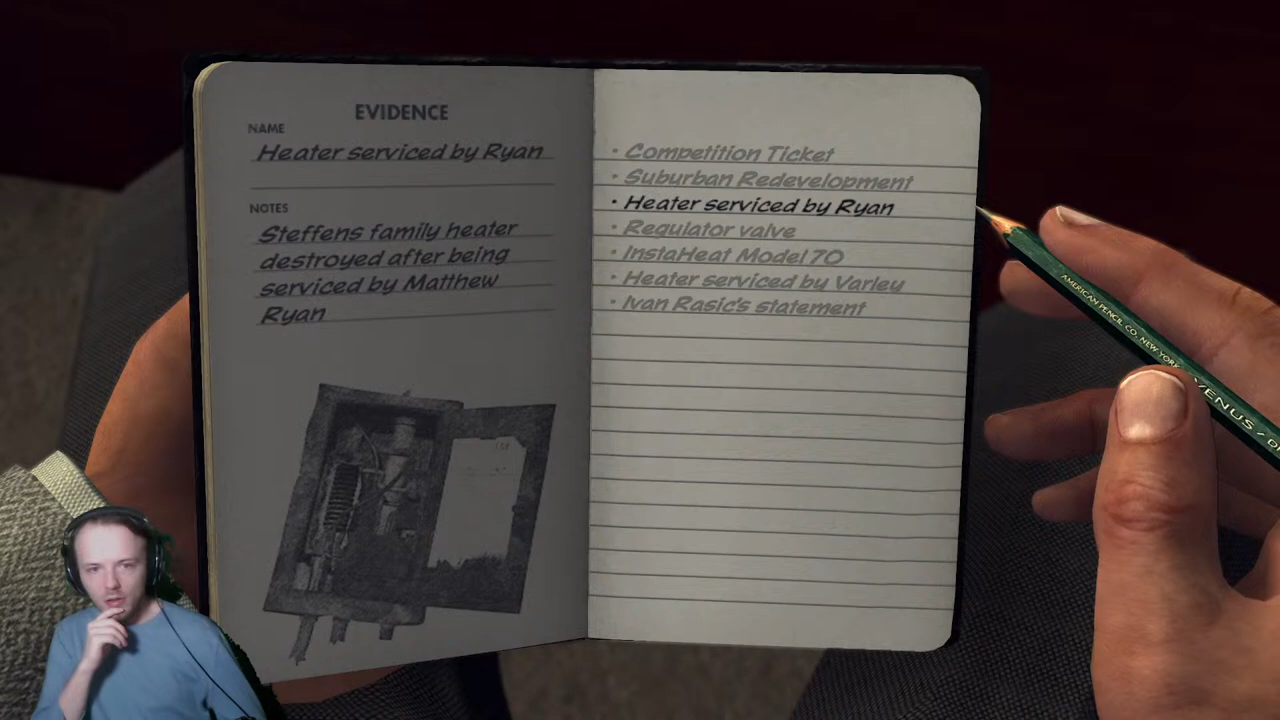 EVIDENCE
NAME
Heater serviced by Ryan
NOTES
Steffens family heater
destroyed after being
serviced by Matthew
Ryan
• Competition Ticket
• Suburban Redevelopment
• Heater serviced by Ryan
• Regulator valve
• InstaHeat Model 70
• Heater serviced by Varley
• Ivan Rasic's statement
AMERICAN PENCIL CO. NEW YORK
VENUS